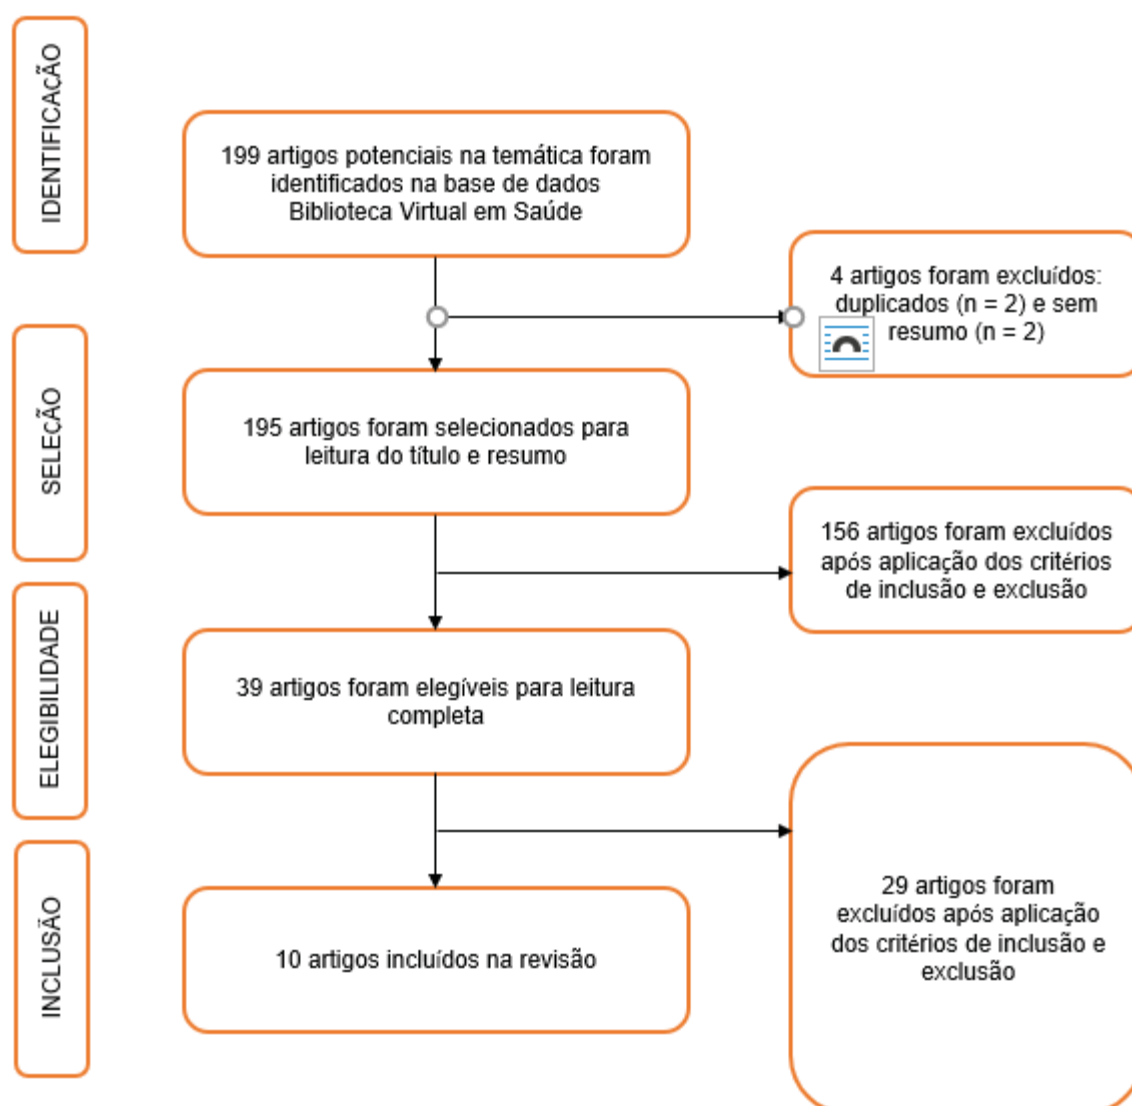 IDENTIFICAÇÃO
199 artigos potenciais na temática foram
identificados na base de dados
Biblioteca Virtual em Saúde
4 artigos foram excluídos:
duplicados (n = 2) e sem
resumo (n = 2)
SELEÇÃO
195 artigos foram selecionados para
leitura do título e resumo
156 artigos foram excluídos
após aplicação dos critérios
de inclusão e exclusão
ELEGIBILIDADE
39 artigos foram elegíveis para leitura
completa
29 artigos foram
excluídos após aplicação
dos critérios de inclusão e
exclusão
INCLUSÃO
10 artigos incluídos na revisão